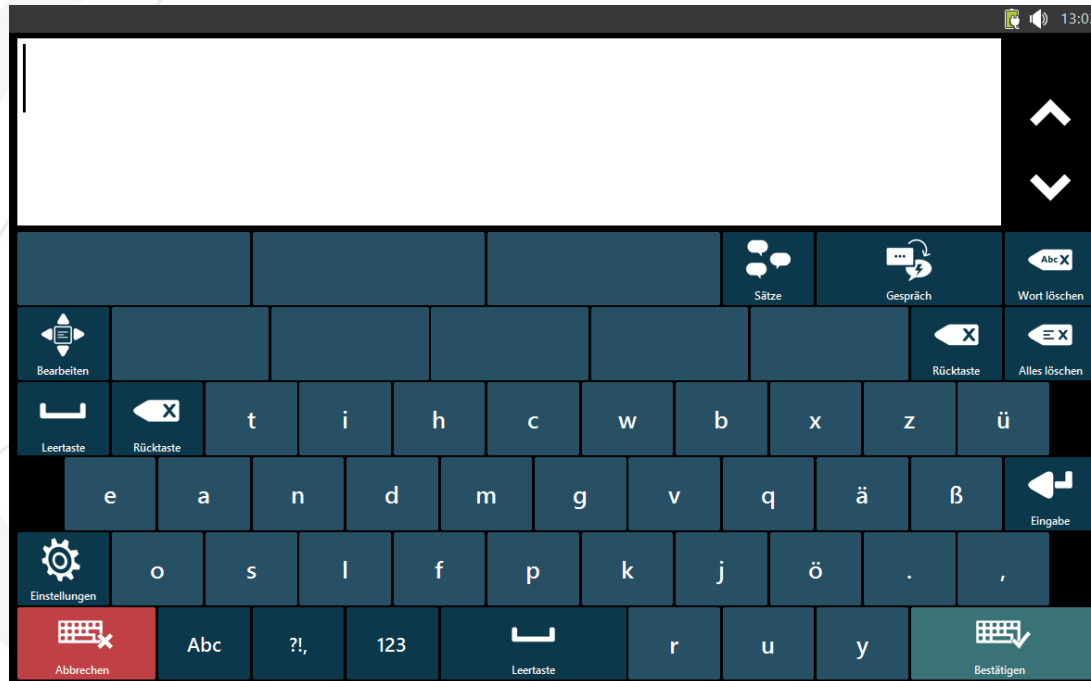 13:0
Sätze Gespräch Abc X Wort löschen
Bearbeiten X Rücktaste X Alles löschen
Leertaste X Rücktaste t i h c w b x z ü
e a n d m g v q ä ß Eingabe
Einstellungen o s l f p k j ö . ,
Abbrechen Abc ?!, 123 Leertaste r u y Bestätigen